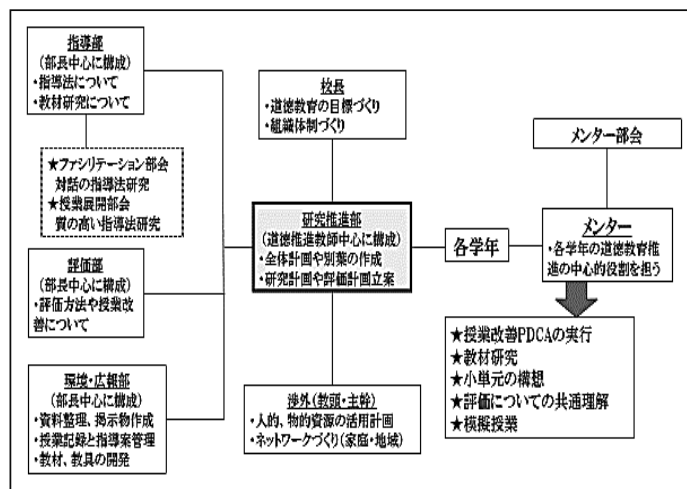 指導部
(部長中心に構成)
・指導法について
・教材研究について
★ファシリテーション部会
対話の指導法研究
★授業展開部会
質の高い指導法研究
評価部
(部長中心に構成)
・評価方法や授業改
善について
環境・広報部
(部長中心に構成)
・資料整理、掲示物作成
・授業記録と指導案管理
・教材、教具の開発
校長
・道徳教育の目標づくり
・組織体制づくり
研究推進部
(道徳推進教師中心に構成)
・全体計画や別葉の作成
・研究計画や評価計画立案
渉外(教頭・主幹)
・人的、物的資源の活用計画
・ネットワークづくり(家庭・地域)
各学年
メンター部会
メンター
・各学年の道徳教育推
進の中心的役割を担う
★授業改善PDCAの実行
★教材研究
★小単元の構想
★評価についての共通理解
★模擬授業